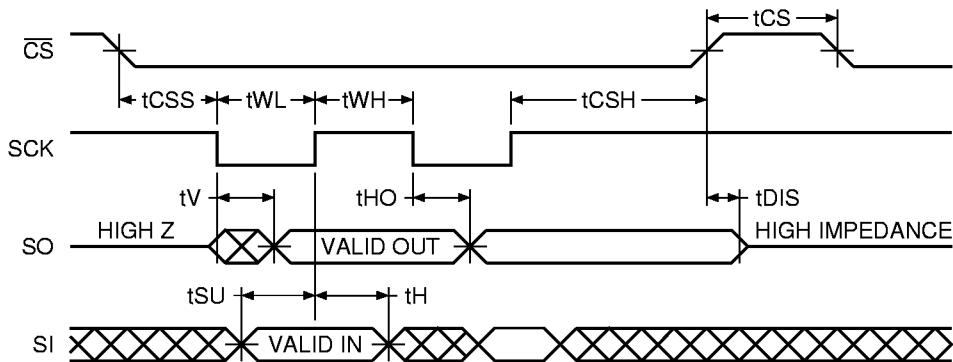 tCS
C̅S̅
tCSS tWL tWH tCSH
SCK
tV tHO tDIS
HIGH Z VALID OUT HIGH IMPEDANCE
SO
tSU tH
SI VALID IN